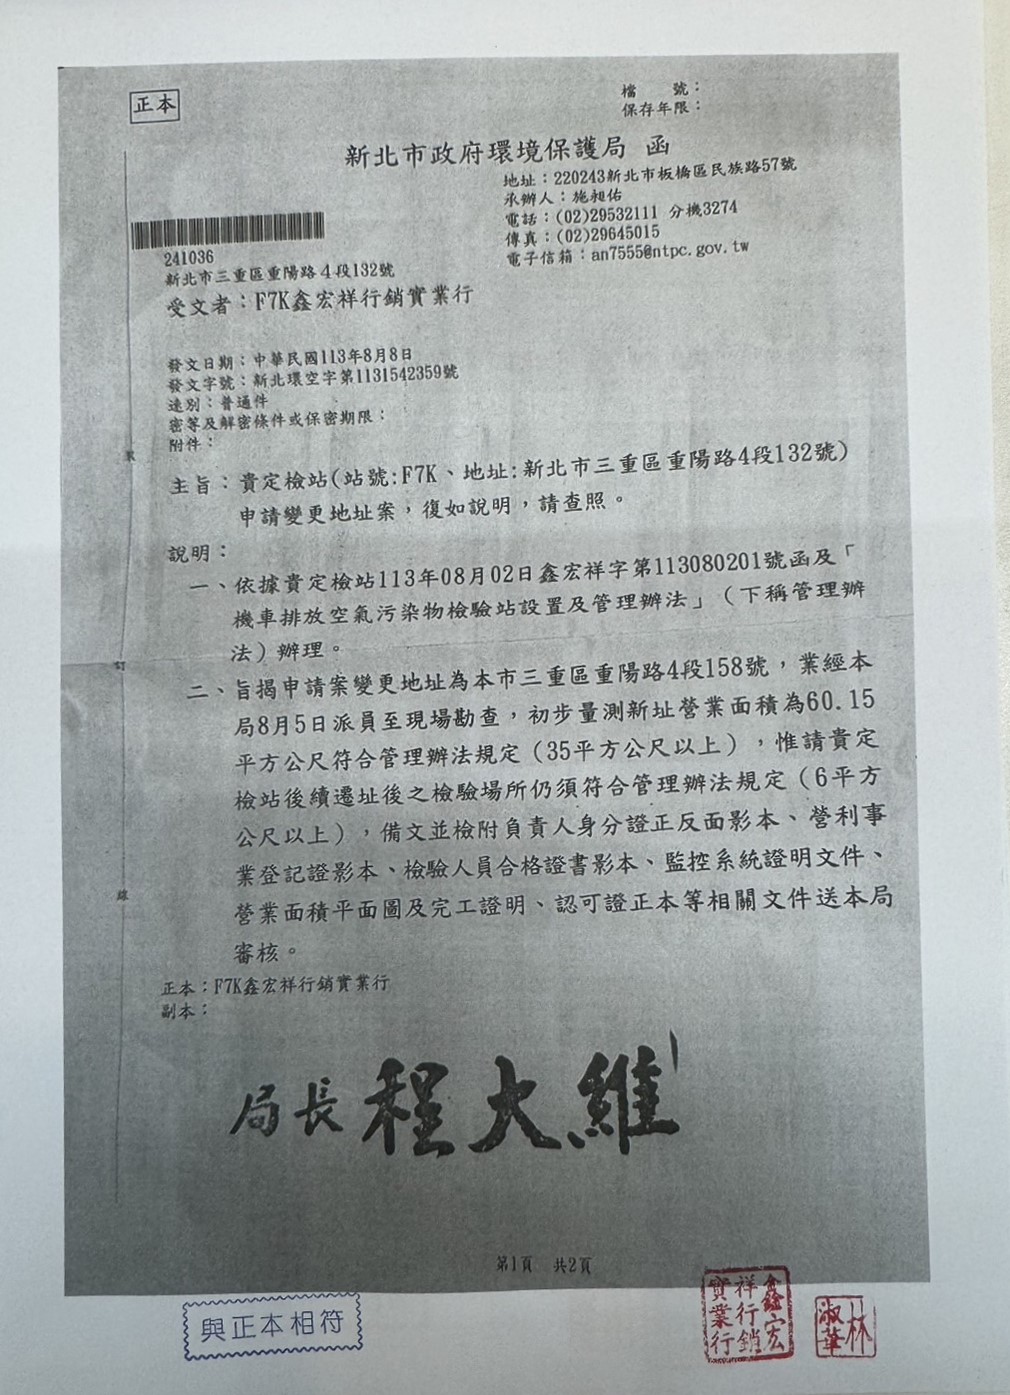 正本
檔　　號：
保存年限：
新北市政府環境保護局　函
地址：220243新北市板橋區民族路57號
承辦人：施昶佑
電話：(02)29532111 分機3274
傳真：(02)29645015
電子信箱：an7555@ntpc.gov.tw
241036
新北市三重區重陽路４段132號
受文者：F7K鑫宏祥行銷實業行
發文日期：中華民國113年8月8日
發文字號：新北環空字第1131542359號
速別：普通件
密等及解密條件或保密期限：
附件：
主旨：貴定檢站(站號:F7K、地址:新北市三重區重陽路4段132號)
申請變更地址案，復如說明，請查照。
說明：
一、依據貴定檢站113年08月02日鑫宏祥字第113080201號函及「
機車排放空氣污染物檢驗站設置及管理辦法」（下稱管理辦
法）辦理。
二、旨揭申請案變更地址為本市三重區重陽路4段158號，業經本
局8月5日派員至現場勘查，初步量測新址營業面積為60.15
平方公尺符合管理辦法規定（35平方公尺以上），惟請貴定
檢站後續遷址後之檢驗場所仍須符合管理辦法規定（6平方
公尺以上），備文並檢附負責人身分證正反面影本、營利事
業登記證影本、檢驗人員合格證書影本、監控系統證明文件、
營業面積平面圖及完工證明、認可證正本等相關文件送本局
審核。
正本：F7K鑫宏祥行銷實業行
副本：
局長 程大維
訂
線
第1頁　共2頁
與正本相符
鑫宏祥行銷實業行
林淑華